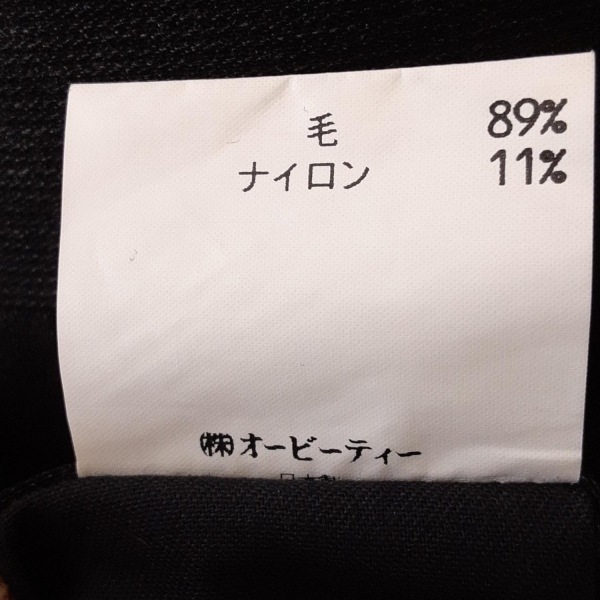 毛 89%
ナイロン 11%
㈱オービーティー